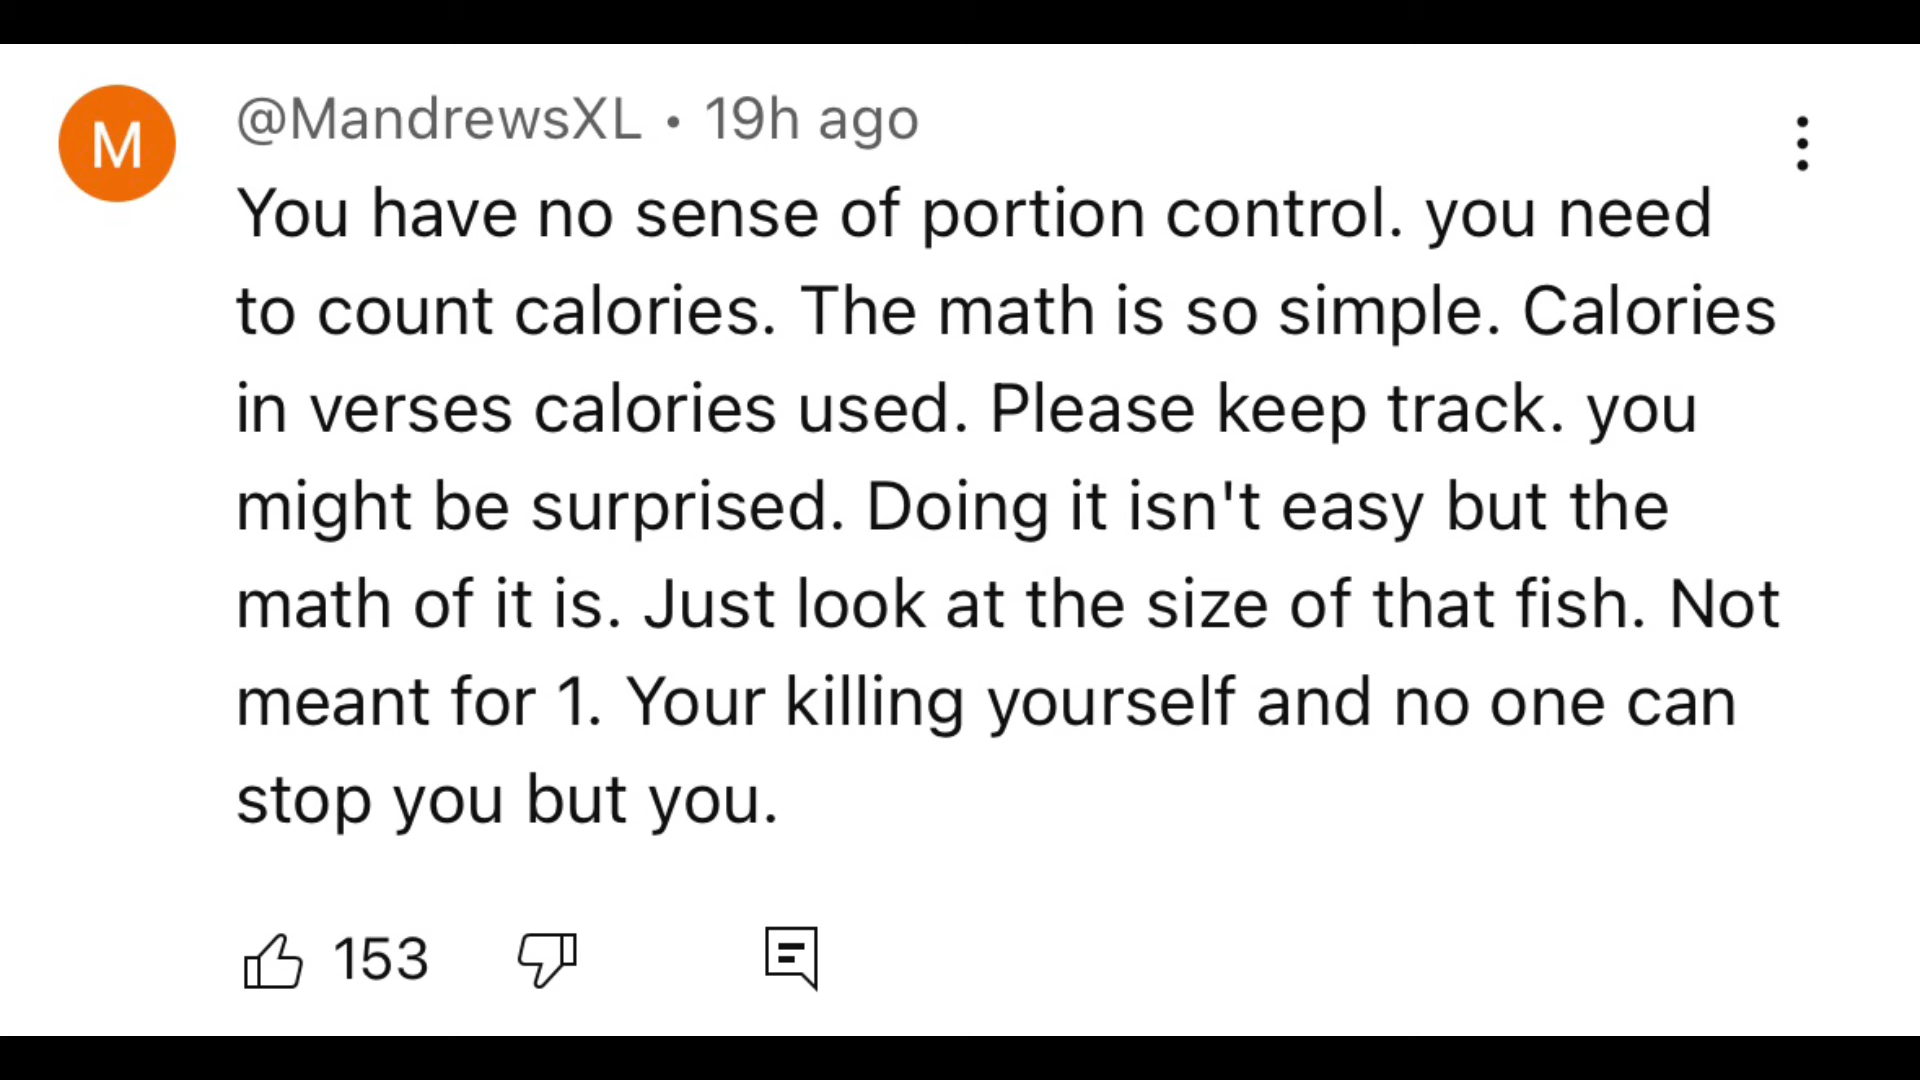 M
@MandrewsXL • 19h ago
You have no sense of portion control. you need
to count calories. The math is so simple. Calories
in verses calories used. Please keep track. you
might be surprised. Doing it isn't easy but the
math of it is. Just look at the size of that fish. Not
meant for 1. Your killing yourself and no one can
stop you but you.
153